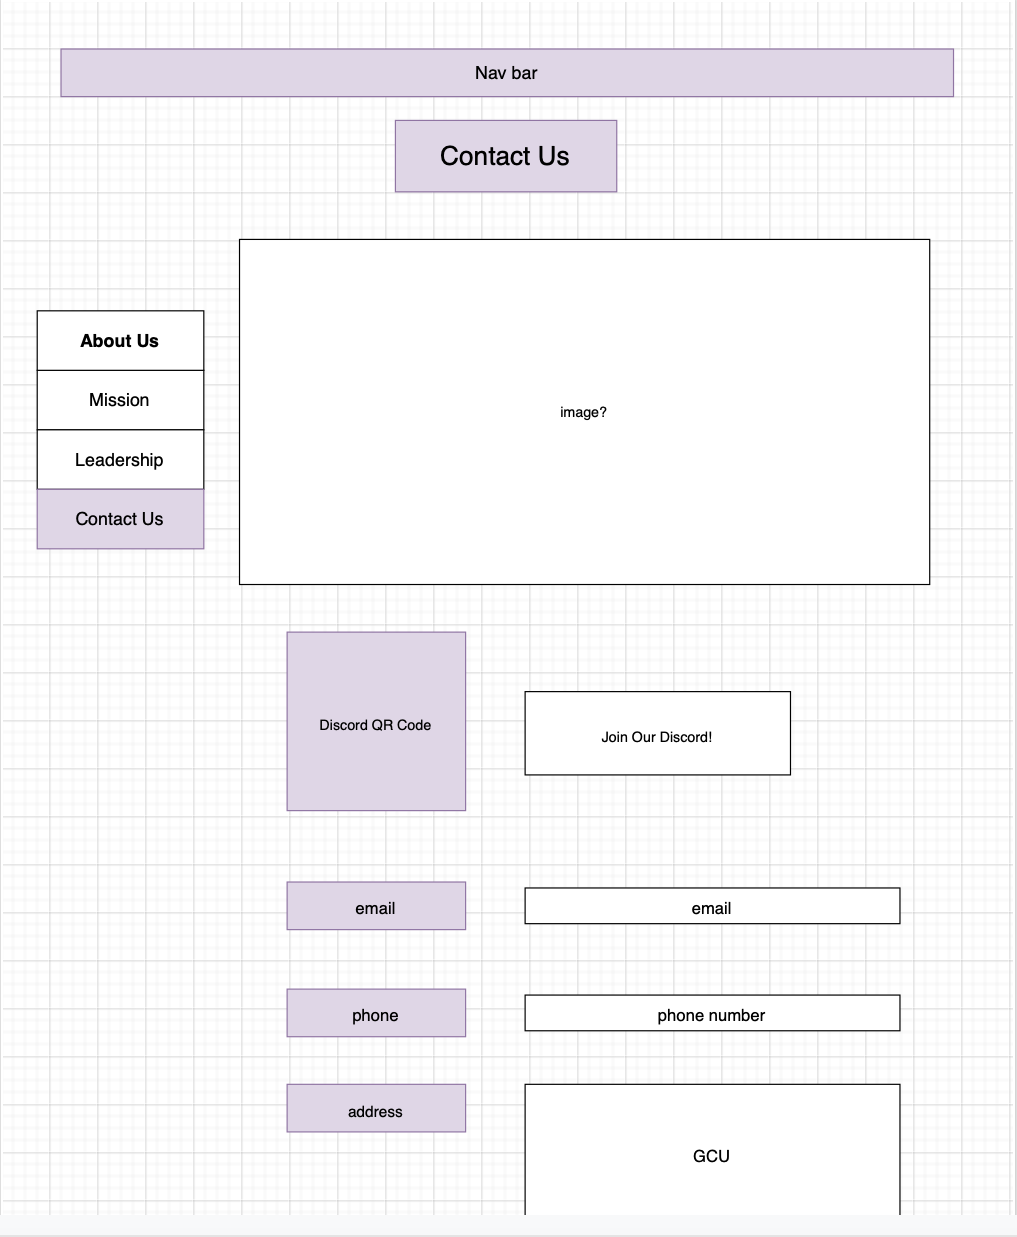 Nav bar
Contact Us
About Us
Mission
Leadership
Contact Us
image?
Discord QR Code
Join Our Discord!
email
email
phone
phone number
address
GCU